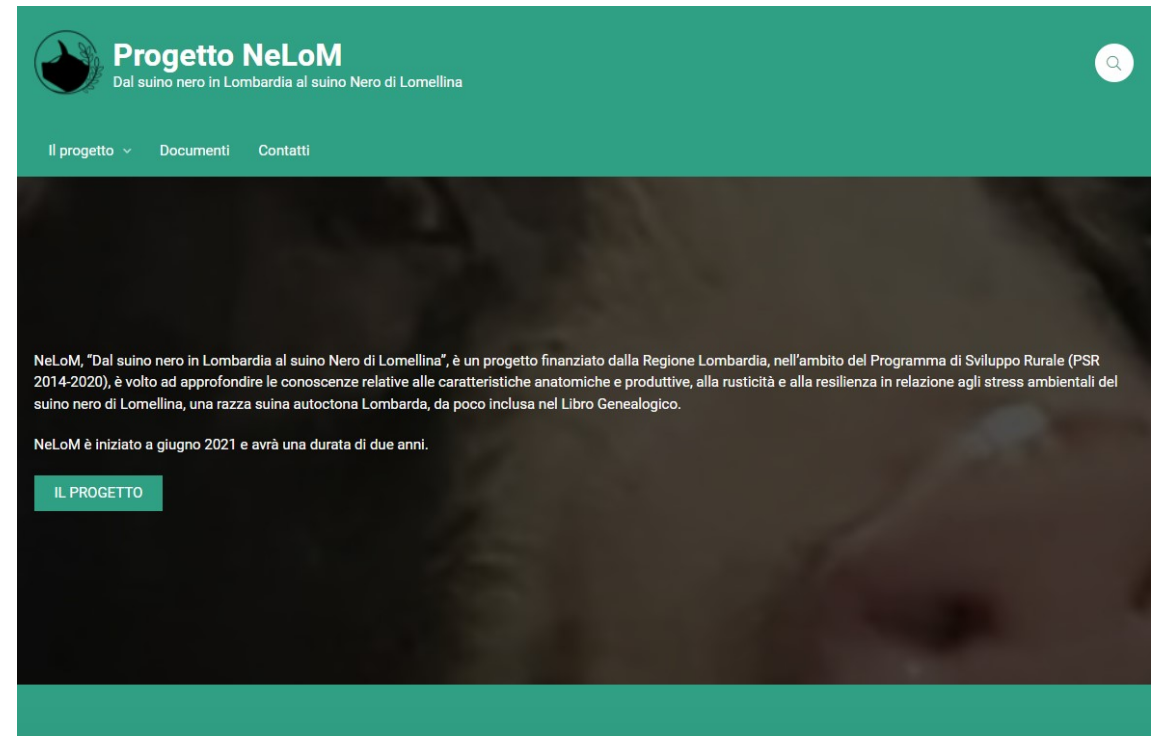 Progetto NeLoM
Dal suino nero in Lombardia al suino Nero di Lomellina
Il progetto
Documenti
Contatti
NeLoM, “Dal suino nero in Lombardia al suino Nero di Lomellina”, è un progetto finanziato dalla Regione Lombardia, nell’ambito del Programma di Sviluppo Rurale (PSR
2014-2020), è volto ad approfondire le conoscenze relative alle caratteristiche anatomiche e produttive, alla rusticità e alla resilienza in relazione agli stress ambientali del
suino nero di Lomellina, una razza suina autoctona Lombarda, da poco inclusa nel Libro Genealogico.
NeLoM è iniziato a giugno 2021 e avrà una durata di due anni.
IL PROGETTO